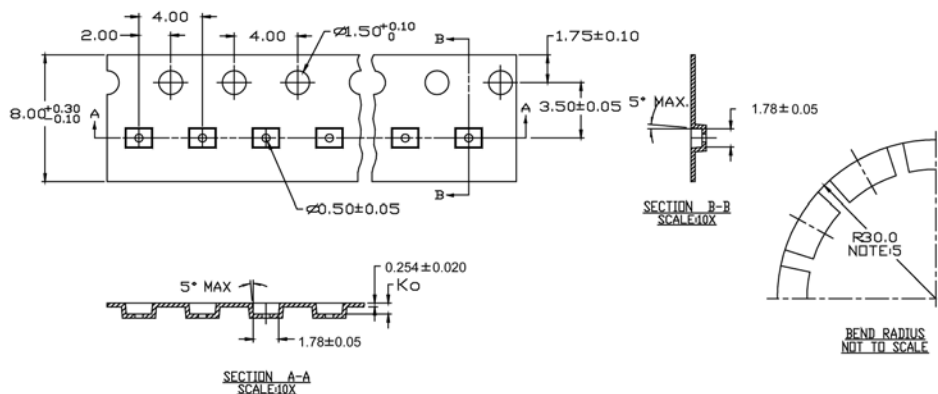 4.00
2.00
4.00
Ø1.50 +0.10 0
B
1.75±0.10
8.00 +0.30 -0.10
A
3.50±0.05
A
5° MAX.
1.78±0.05
B
Ø0.50±0.05
SECTION B-B
SCALE:10X
R30.0
NOTE:5
0.254±0.020
5° MAX
Ko
1.78±0.05
BEND RADIUS
NOT TO SCALE
SECTION A-A
SCALE:10X